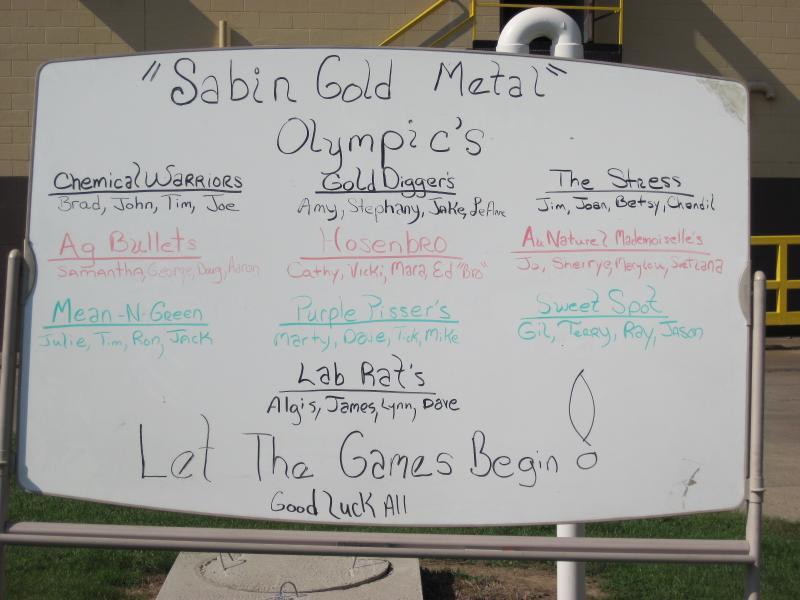 "Sabin Gold Metal"
Olympic's
Chemical Warriors
Brad, John, Tim, Joe
Gold Digger's
Amy, Stephany, Jake, LeAnne
The Stress
Jim, Joan, Betsy, Chandil
Ag Bullets
Samantha, George, Doug, Aaron
Hosenbro
Cathy, Vicki, Mara, Ed "Bro"
Au Naturel Mademoiselle's
Jo, Sherrye, Marylou, Svetlana
Mean-N-Green
Julie, Tim, Ron, Jack
Purple Pisser's
Marty, Dave, Tick, Mike
Sweet Spot
Gil, Terry, Ray, Jason
Lab Rat's
Algis, James, Lynn, Dave
Let The Games Begin!
Good Luck All